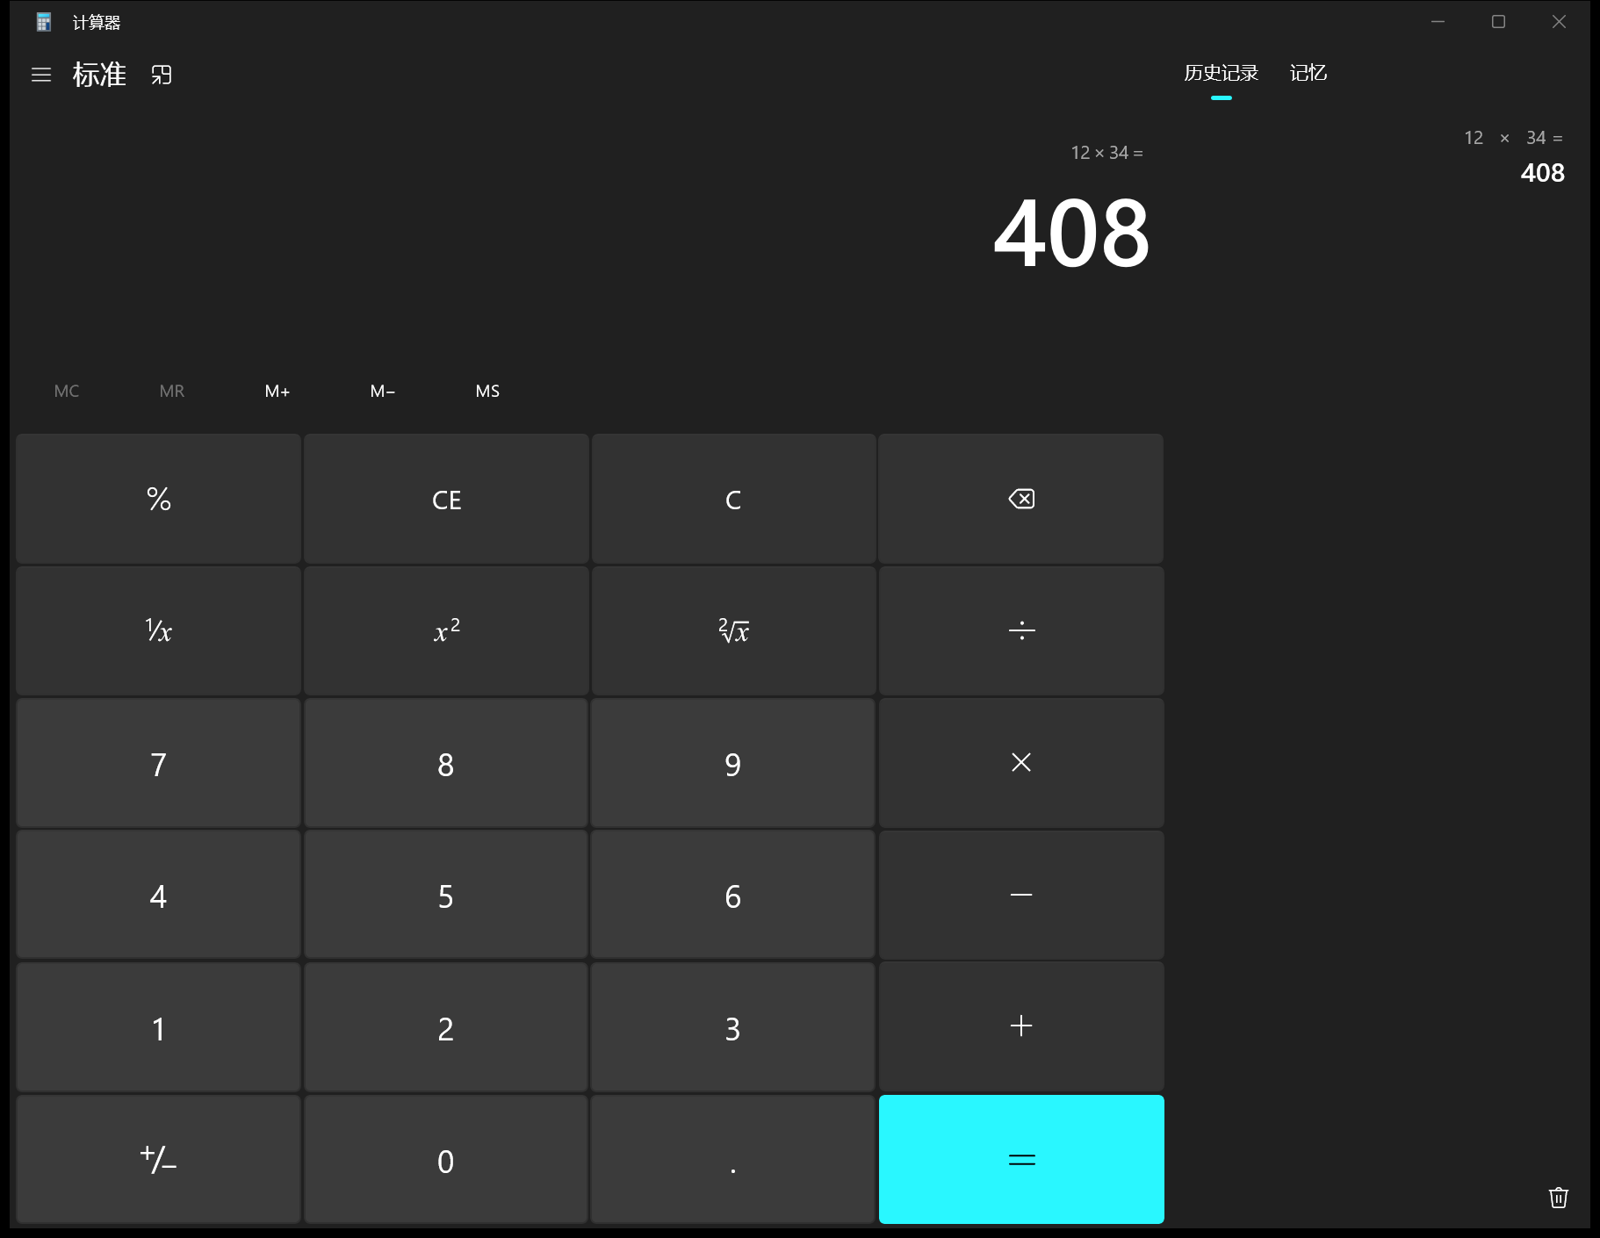 计算器
标准
历史记录 记忆
12 × 34 =
408
12 × 34 =
408
MC MR M+ M− MS
% CE C
1/x x² ²√x ÷
7 8 9 ×
4 5 6 −
1 2 3 +
+/− 0 . =